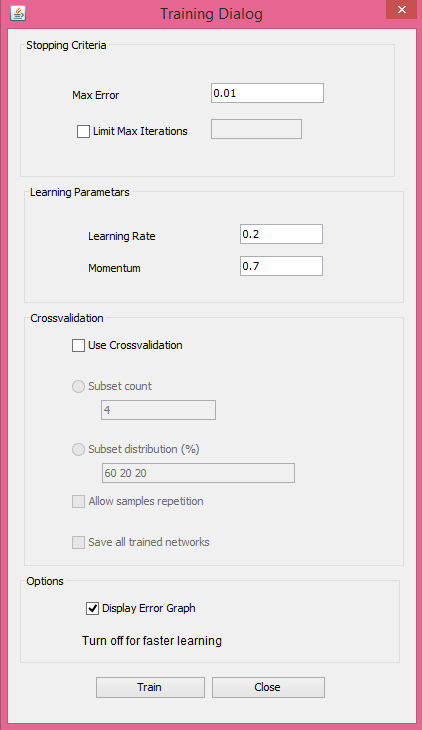 Training Dialog
Stopping Criteria
Max Error 0.01
Limit Max Iterations
Learning Parametars
Learning Rate 0.2
Momentum 0.7
Crossvalidation
Use Crossvalidation
Subset count
4
Subset distribution (%)
60 20 20
Allow samples repetition
Save all trained networks
Options
Display Error Graph
Turn off for faster learning
Train Close